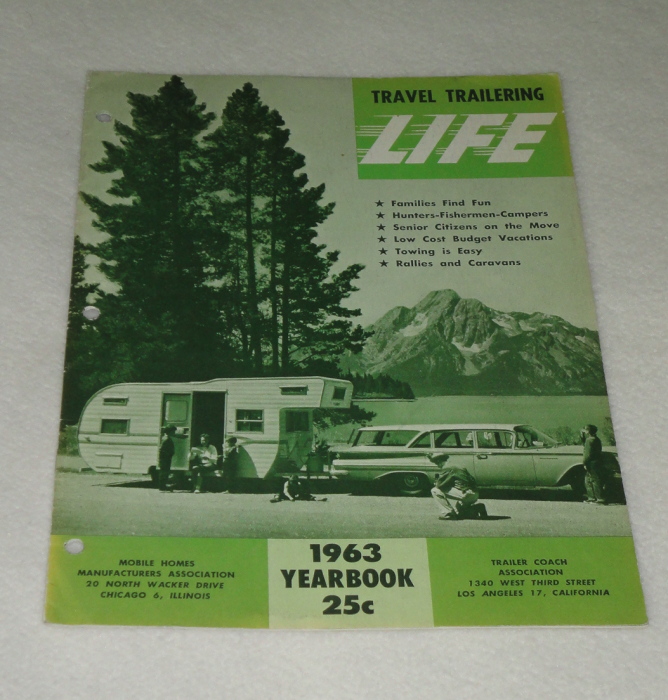 TRAVEL TRAILERING
LIFE
★ Families Find Fun
★ Hunters-Fishermen-Campers
★ Senior Citizens on the Move
★ Low Cost Budget Vacations
★ Towing is Easy
★ Rallies and Caravans
MOBILE HOMES
MANUFACTURERS ASSOCIATION
20 NORTH WACKER DRIVE
CHICAGO 6, ILLINOIS
1963
YEARBOOK
25c
TRAILER COACH
ASSOCIATION
1340 WEST THIRD STREET
LOS ANGELES 17, CALIFORNIA